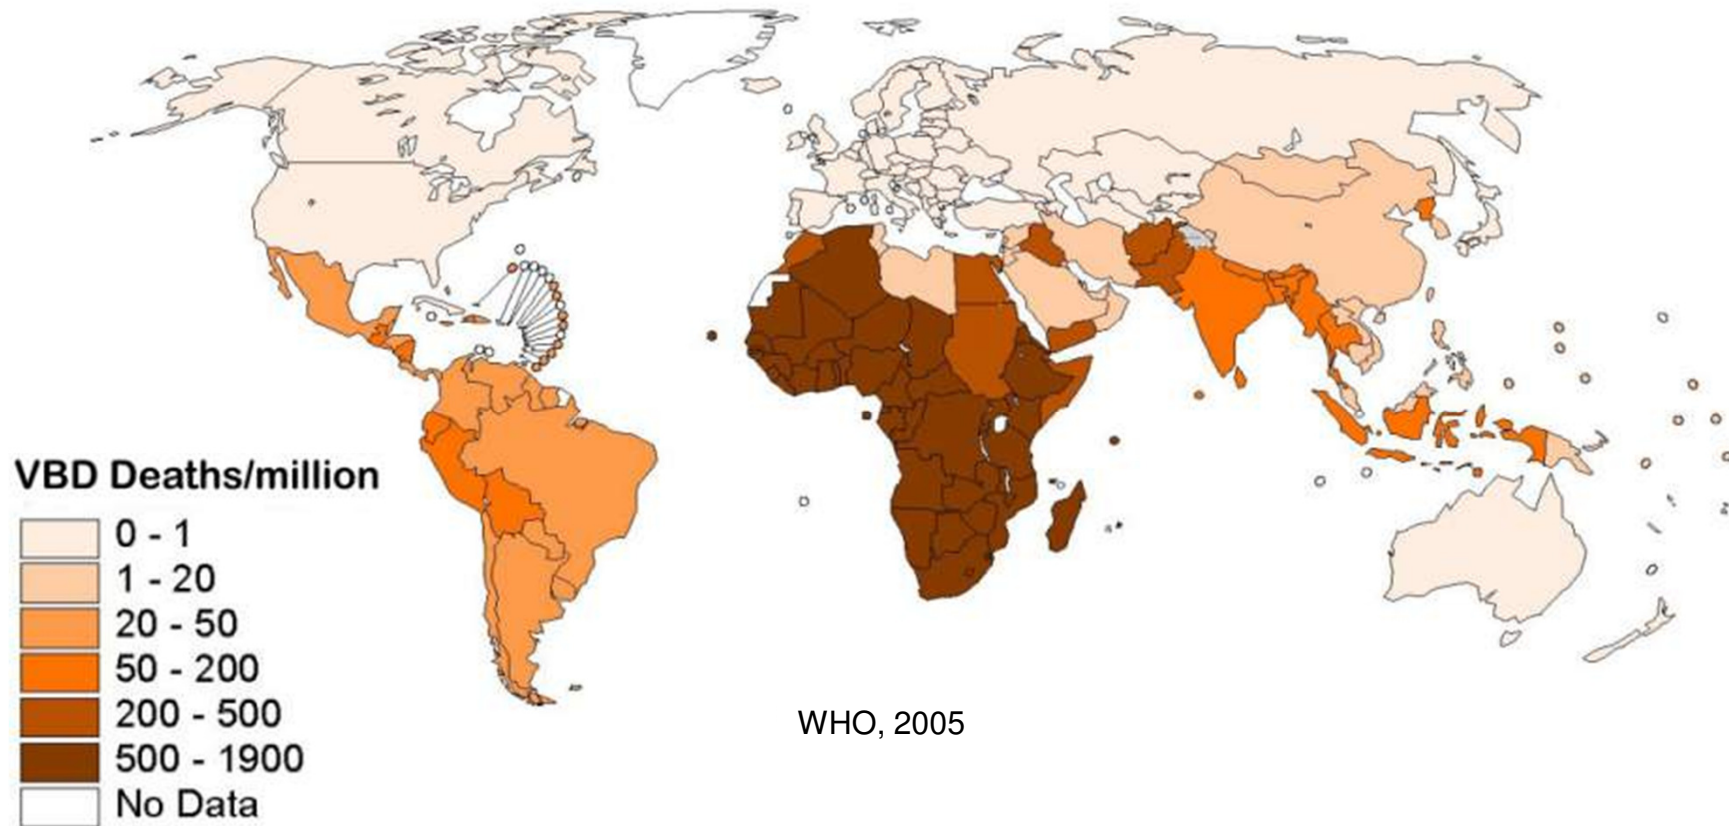 VBD Deaths/million
0 - 1
1 - 20
20 - 50
50 - 200
200 - 500
500 - 1900
No Data
WHO, 2005